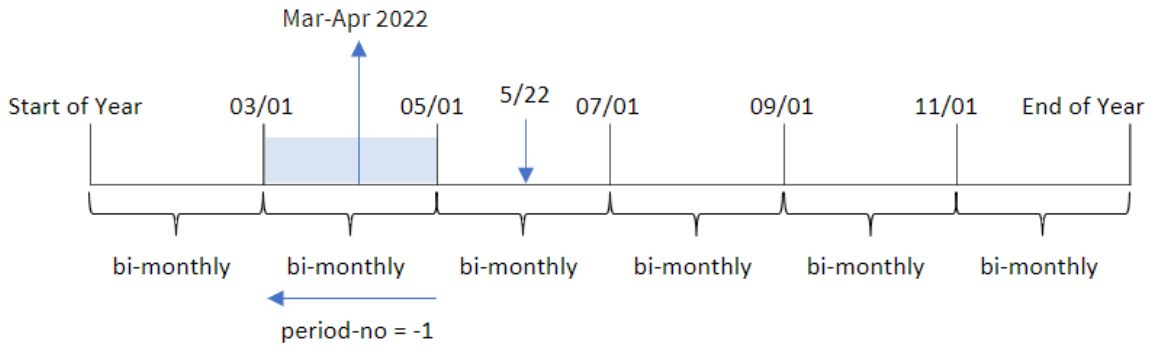 Mar-Apr 2022
Start of Year 03/01 05/01 5/22 07/01 09/01 11/01 End of Year
bi-monthly bi-monthly bi-monthly bi-monthly bi-monthly bi-monthly
period-no = -1